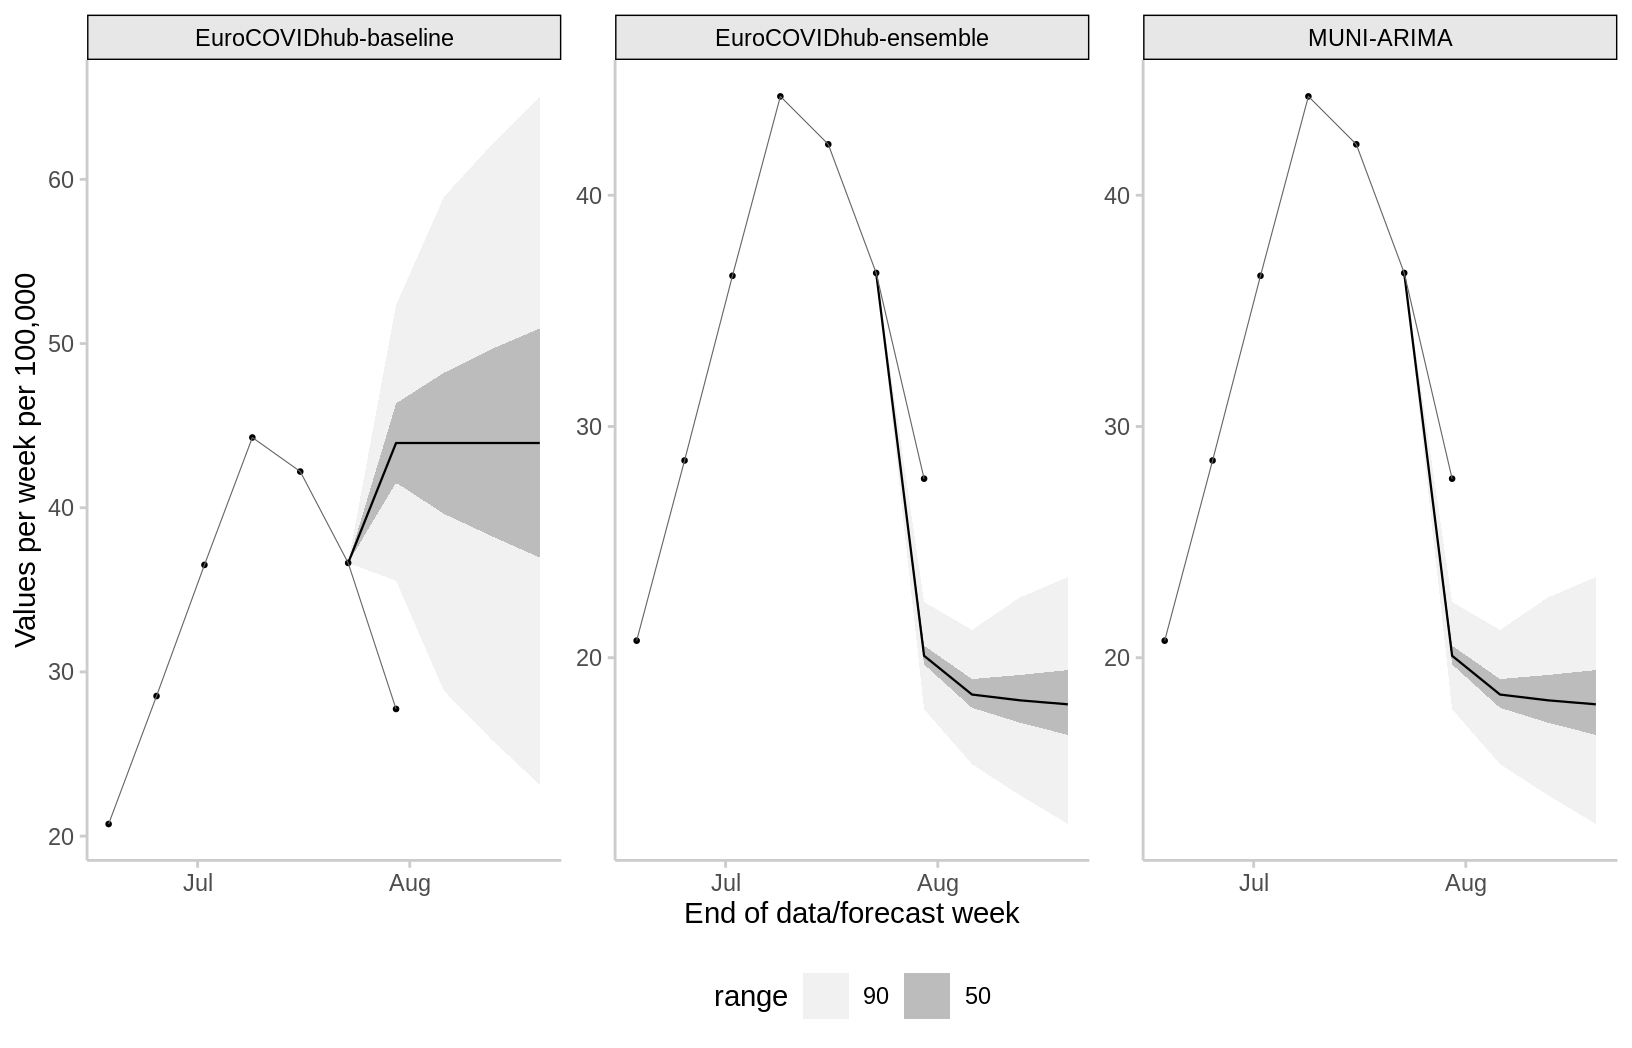 EuroCOVIDhub-baseline
EuroCOVIDhub-ensemble
MUNI-ARIMA
Values per week per 100,000
60
50
40
30
20
40
30
20
40
30
20
Jul
Aug
Jul
Aug
Jul
Aug
End of data/forecast week
range
90
50